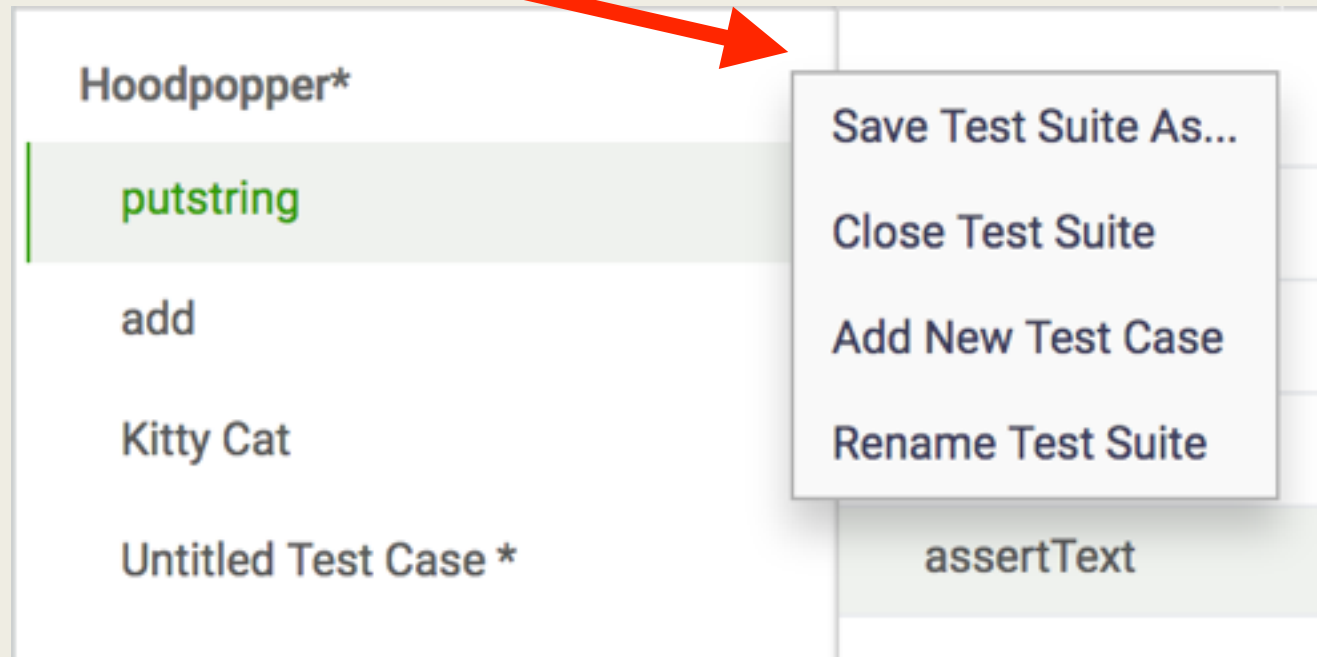 Hoodpopper*
putstring
add
Kitty Cat
Untitled Test Case *
Save Test Suite As...
Close Test Suite
Add New Test Case
Rename Test Suite
assertText